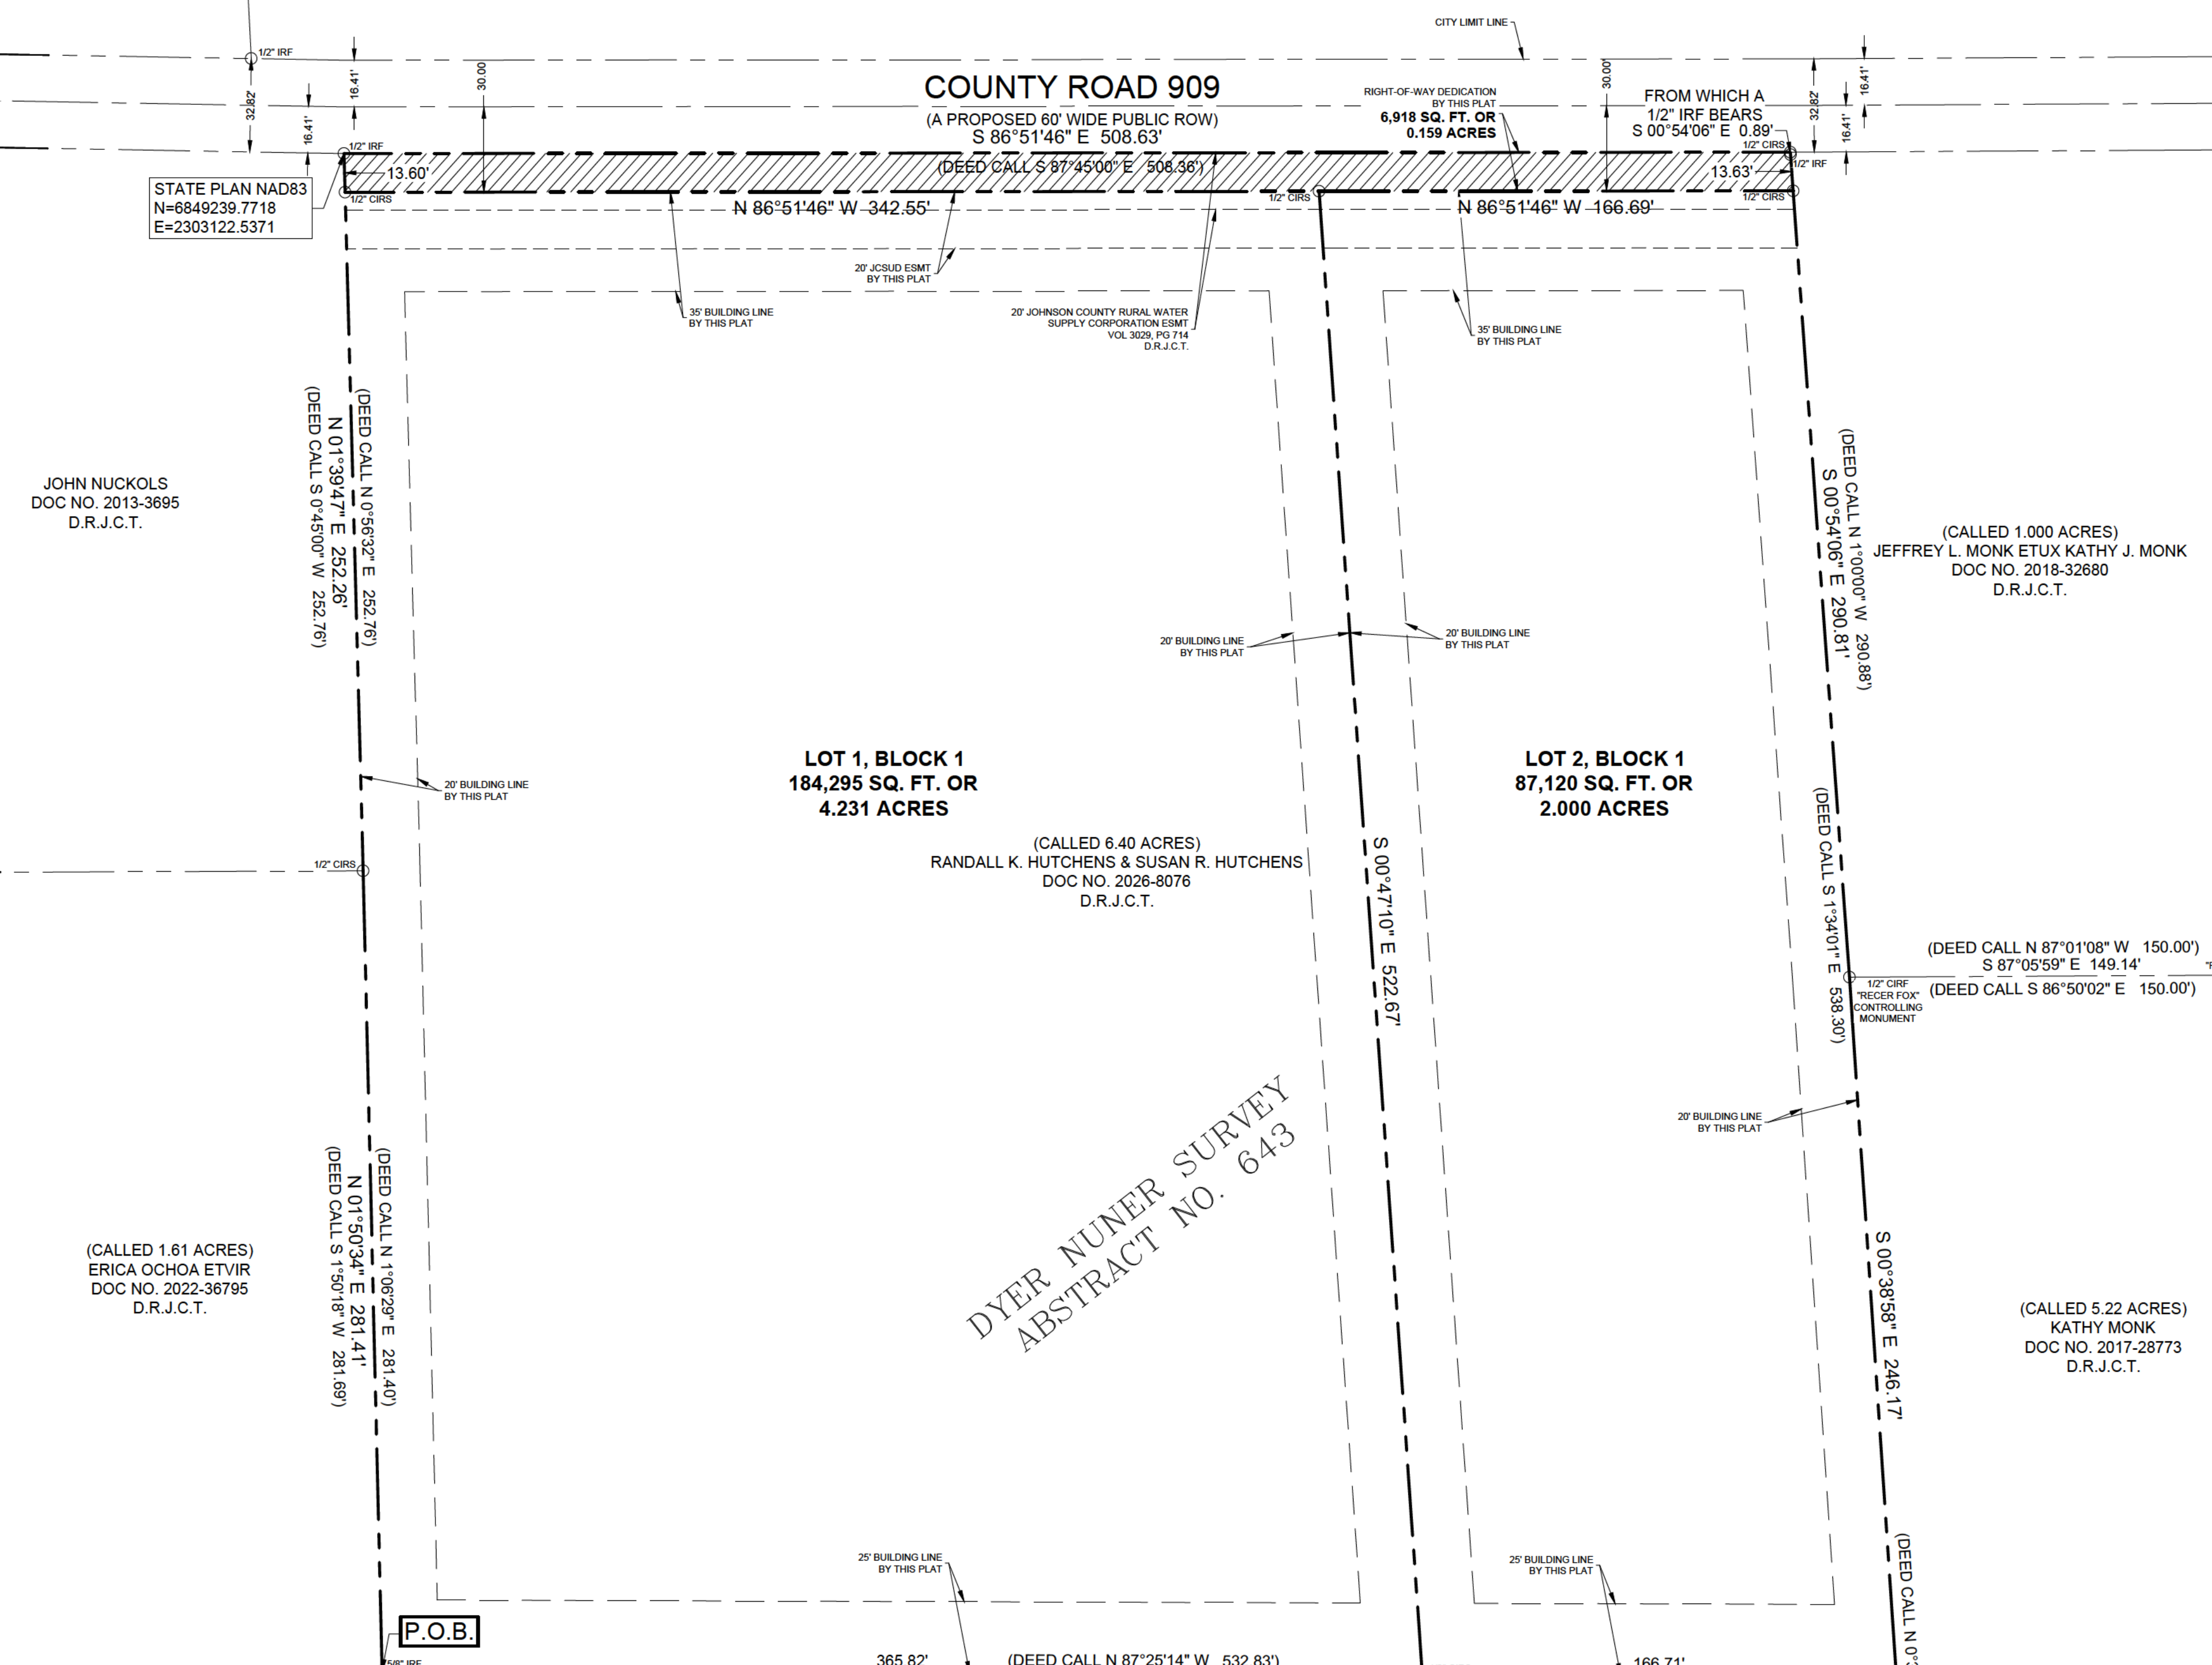 CITY LIMIT LINE
1/2" IRF
32.82'
16.41'
16.41'
30.00
COUNTY ROAD 909
(A PROPOSED 60' WIDE PUBLIC ROW)
S 86°51'46" E 508.63'
(DEED CALL S 87°45'00" E 508.36')
RIGHT-OF-WAY DEDICATION
BY THIS PLAT
6,918 SQ. FT. OR
0.159 ACRES
30.00'
FROM WHICH A
1/2" IRF BEARS
S 00°54'06" E 0.89'
32.82'
16.41'
16.41'
1/2" IRF
13.60'
1/2" CIRS
1/2" CIRS
1/2" IRF
13.63'
1/2" CIRS
1/2" CIRS
STATE PLAN NAD83
N=6849239.7718
E=2303122.5371
N 86°51'46" W 342.55'
N 86°51'46" W 166.69'
20' JCSUD ESMT
BY THIS PLAT
35' BUILDING LINE
BY THIS PLAT
20' JOHNSON COUNTY RURAL WATER
SUPPLY CORPORATION ESMT
VOL 3029, PG 714
D.R.J.C.T.
35' BUILDING LINE
BY THIS PLAT
(DEED CALL N 0°56'32" E 252.76')
N 01°39'47" E 252.26'
(DEED CALL S 0°45'00" W 252.76')
JOHN NUCKOLS
DOC NO. 2013-3695
D.R.J.C.T.
(DEED CALL N 1°00'00" W 290.88')
S 00°54'06" E 290.81'
(CALLED 1.000 ACRES)
JEFFREY L. MONK ETUX KATHY J. MONK
DOC NO. 2018-32680
D.R.J.C.T.
20' BUILDING LINE
BY THIS PLAT
20' BUILDING LINE
BY THIS PLAT
20' BUILDING LINE
BY THIS PLAT
LOT 1, BLOCK 1
184,295 SQ. FT. OR
4.231 ACRES
LOT 2, BLOCK 1
87,120 SQ. FT. OR
2.000 ACRES
(CALLED 6.40 ACRES)
RANDALL K. HUTCHENS & SUSAN R. HUTCHENS
DOC NO. 2026-8076
D.R.J.C.T.
1/2" CIRS
S 00°47'10" E 522.67'
(DEED CALL S 1°34'01" E 538.30')
(DEED CALL N 87°01'08" W 150.00')
S 87°05'59" E 149.14'
(DEED CALL S 86°50'02" E 150.00')
1/2" CIRF
"RECER FOX"
CONTROLLING
MONUMENT
20' BUILDING LINE
BY THIS PLAT
DYER NUNER SURVEY
ABSTRACT NO. 643
(DEED CALL N 1°06'29" E 281.40')
N 01°50'34" E 281.41'
(DEED CALL S 1°50'18" W 281.69')
(CALLED 1.61 ACRES)
ERICA OCHOA ETVIR
DOC NO. 2022-36795
D.R.J.C.T.
S 00°38'58" E 246.17'
(CALLED 5.22 ACRES)
KATHY MONK
DOC NO. 2017-28773
D.R.J.C.T.
25' BUILDING LINE
BY THIS PLAT
25' BUILDING LINE
BY THIS PLAT
(DEED CALL N 0°
P.O.B.
5/8" IRF
365.82'
(DEED CALL N 87°25'14" W 532.83')
166.71'